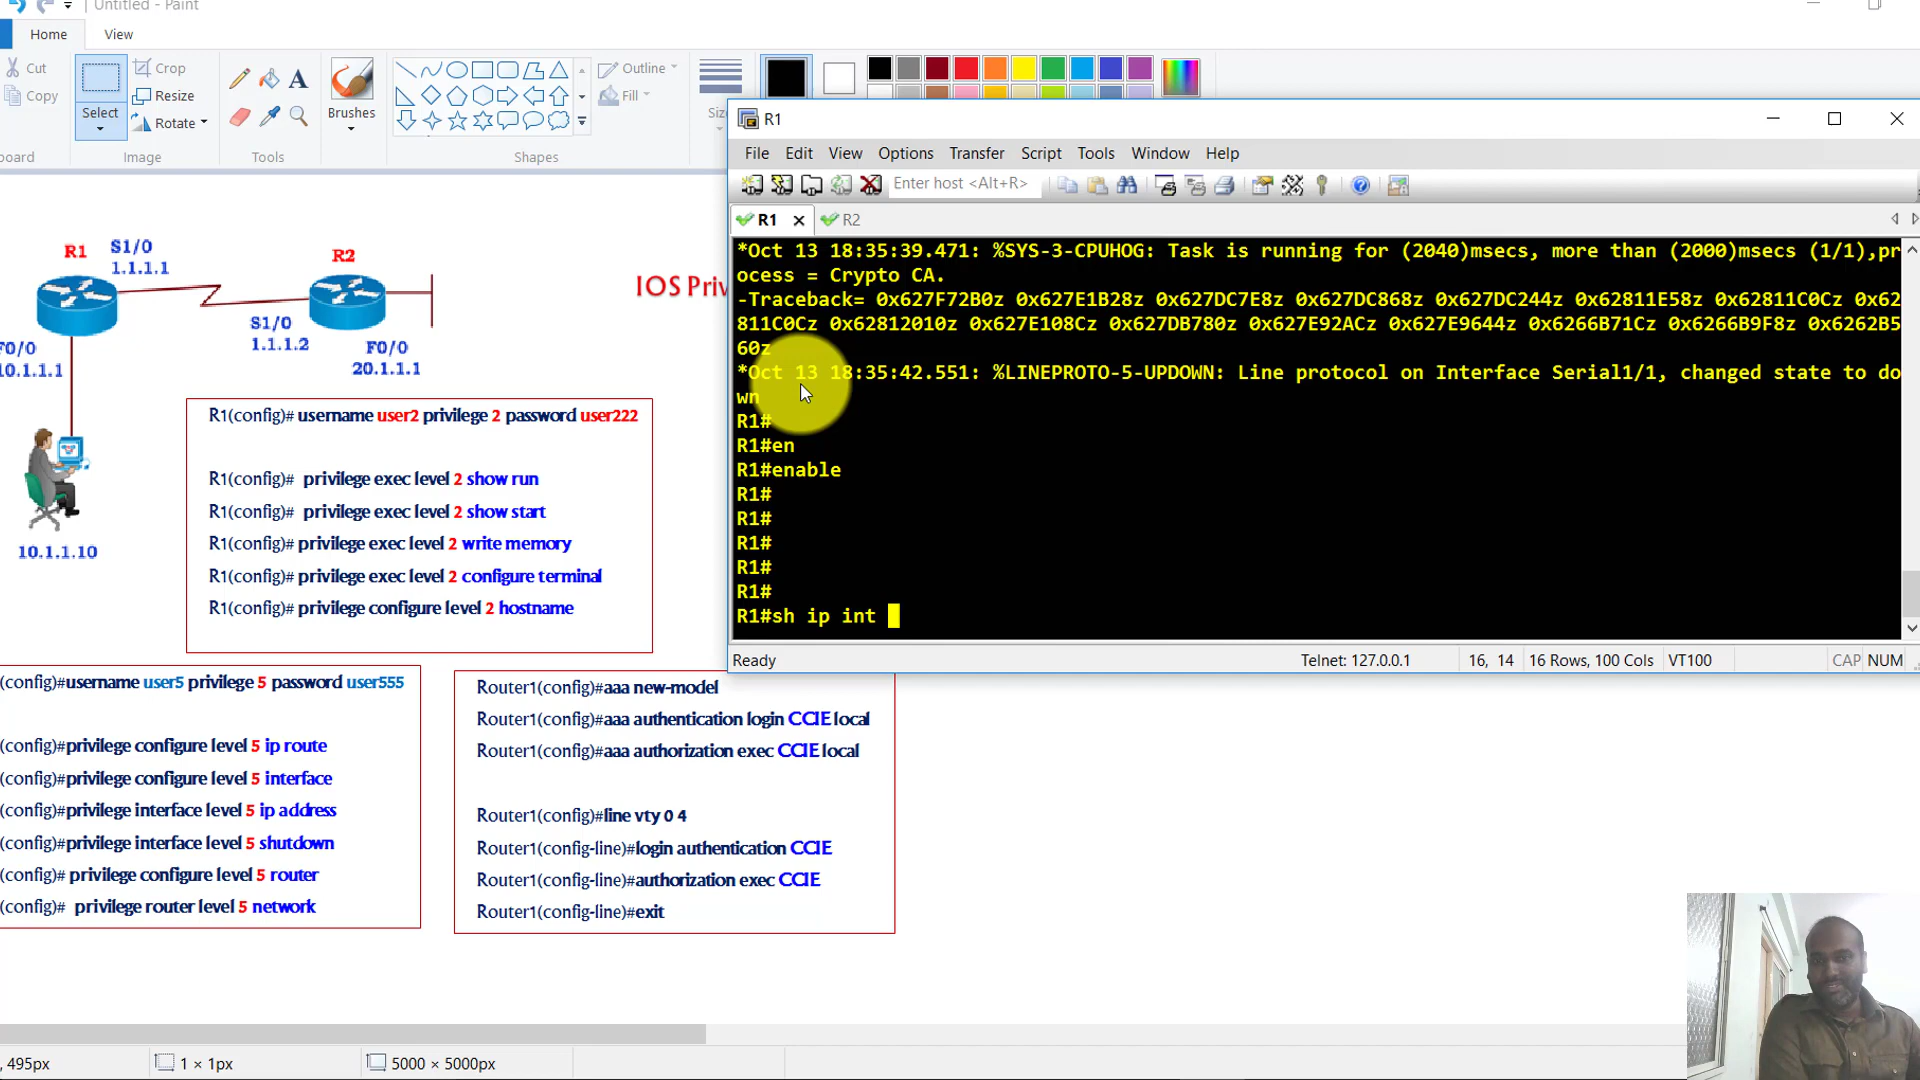 Untitled - Paint
Home
View
Cut
Copy
Select
Crop
Resize
Rotate
Brushes
Outline
Fill
Image
Tools
Shapes
R1
File Edit View Options Transfer Script Tools Window Help
Enter host <Alt+R>
R1
R2
*Oct 13 18:35:39.471: %SYS-3-CPUHOG: Task is running for (2040)msecs, more than (2000)msecs (1/1),pr
ocess = Crypto CA.
-Traceback= 0x627F72B0z 0x627E1B28z 0x627DC7E8z 0x627DC868z 0x627DC244z 0x62811E58z 0x62811C0Cz 0x62
811C0Cz 0x62812010z 0x627E108Cz 0x627DB780z 0x627E92ACz 0x627E9644z 0x6266B71Cz 0x6266B9F8z 0x6262B5
60z
*Oct 13 18:35:42.551: %LINEPROTO-5-UPDOWN: Line protocol on Interface Serial1/1, changed state to do
wn
R1#
R1#en
R1#enable
R1#
R1#
R1#
R1#
R1#
R1#sh ip int
Ready
Telnet: 127.0.0.1
16, 14
16 Rows, 100 Cols
VT100
CAP
NUM
R1
S1/0
1.1.1.1
R2
S1/0
1.1.1.2
F0/0
10.1.1.1
F0/0
20.1.1.1
10.1.1.10
IOS Priv
R1(config)# username user2 privilege 2 password user222
R1(config)# privilege exec level 2 show run
R1(config)# privilege exec level 2 show start
R1(config)# privilege exec level 2 write memory
R1(config)# privilege exec level 2 configure terminal
R1(config)# privilege configure level 2 hostname
(config)#username user5 privilege 5 password user555
(config)#privilege configure level 5 ip route
(config)#privilege configure level 5 interface
(config)#privilege interface level 5 ip address
(config)#privilege interface level 5 shutdown
(config)# privilege configure level 5 router
(config)# privilege router level 5 network
Router1(config)#aaa new-model
Router1(config)#aaa authentication login CCIE local
Router1(config)#aaa authorization exec CCIE local
Router1(config)#line vty 0 4
Router1(config-line)#login authentication CCIE
Router1(config-line)#authorization exec CCIE
Router1(config-line)#exit
, 495px
1 × 1px
5000 × 5000px